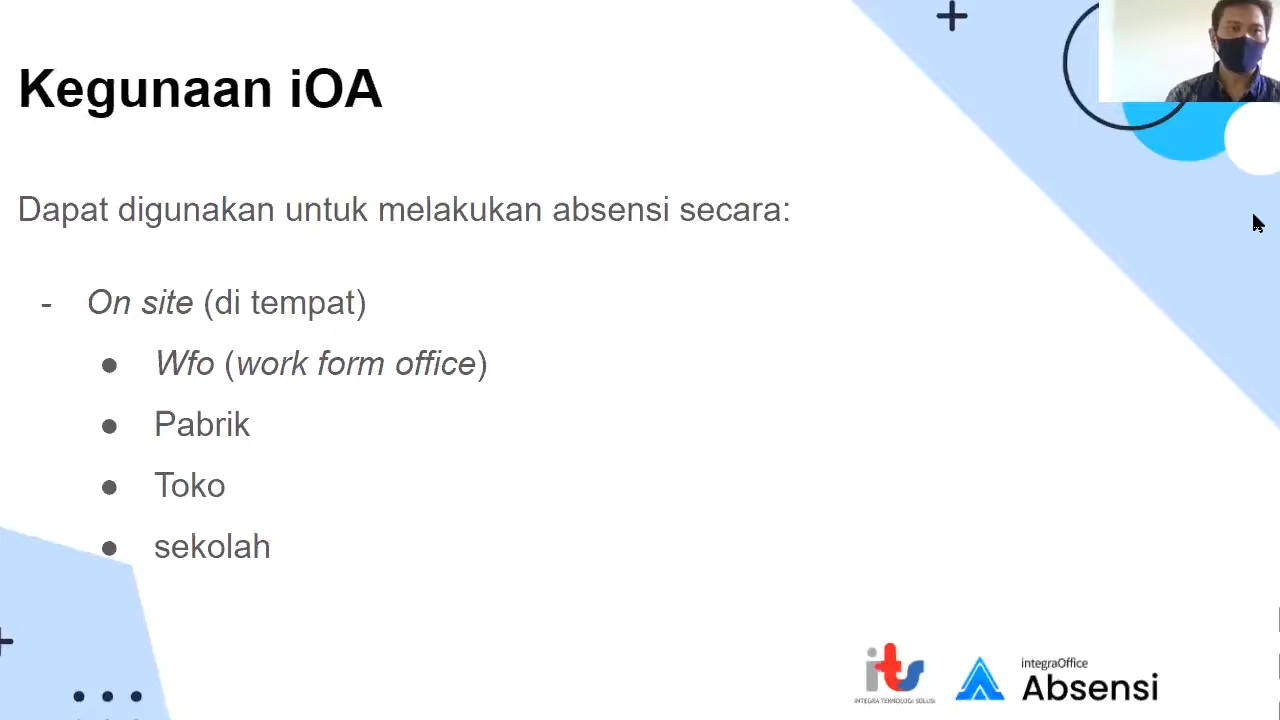 Kegunaan iOA
Dapat digunakan untuk melakukan absensi secara:
- On site (di tempat)
● Wfo (work form office)
● Pabrik
● Toko
● sekolah
its
INTEGRA TEKNOLOGI SOLUSI
integraOffice
Absensi